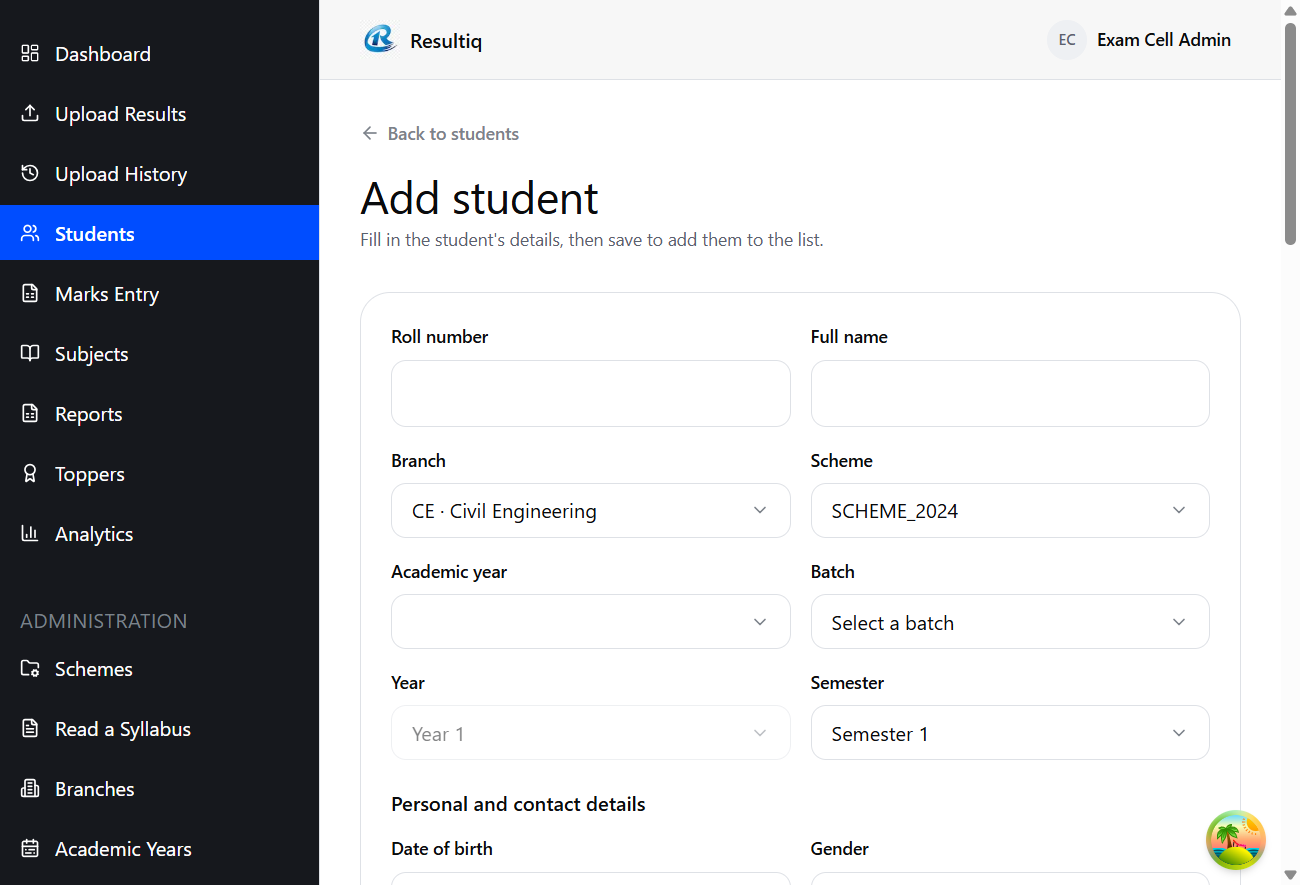 Dashboard
Upload Results
Upload History
Students
Marks Entry
Subjects
Reports
Toppers
Analytics
ADMINISTRATION
Schemes
Read a Syllabus
Branches
Academic Years
Resultiq
EC Exam Cell Admin
Back to students
Add student
Fill in the student's details, then save to add them to the list.
Roll number Full name
Branch Scheme
CE · Civil Engineering SCHEME_2024
Academic year Batch
Select a batch
Year Semester
Year 1 Semester 1
Personal and contact details
Date of birth Gender